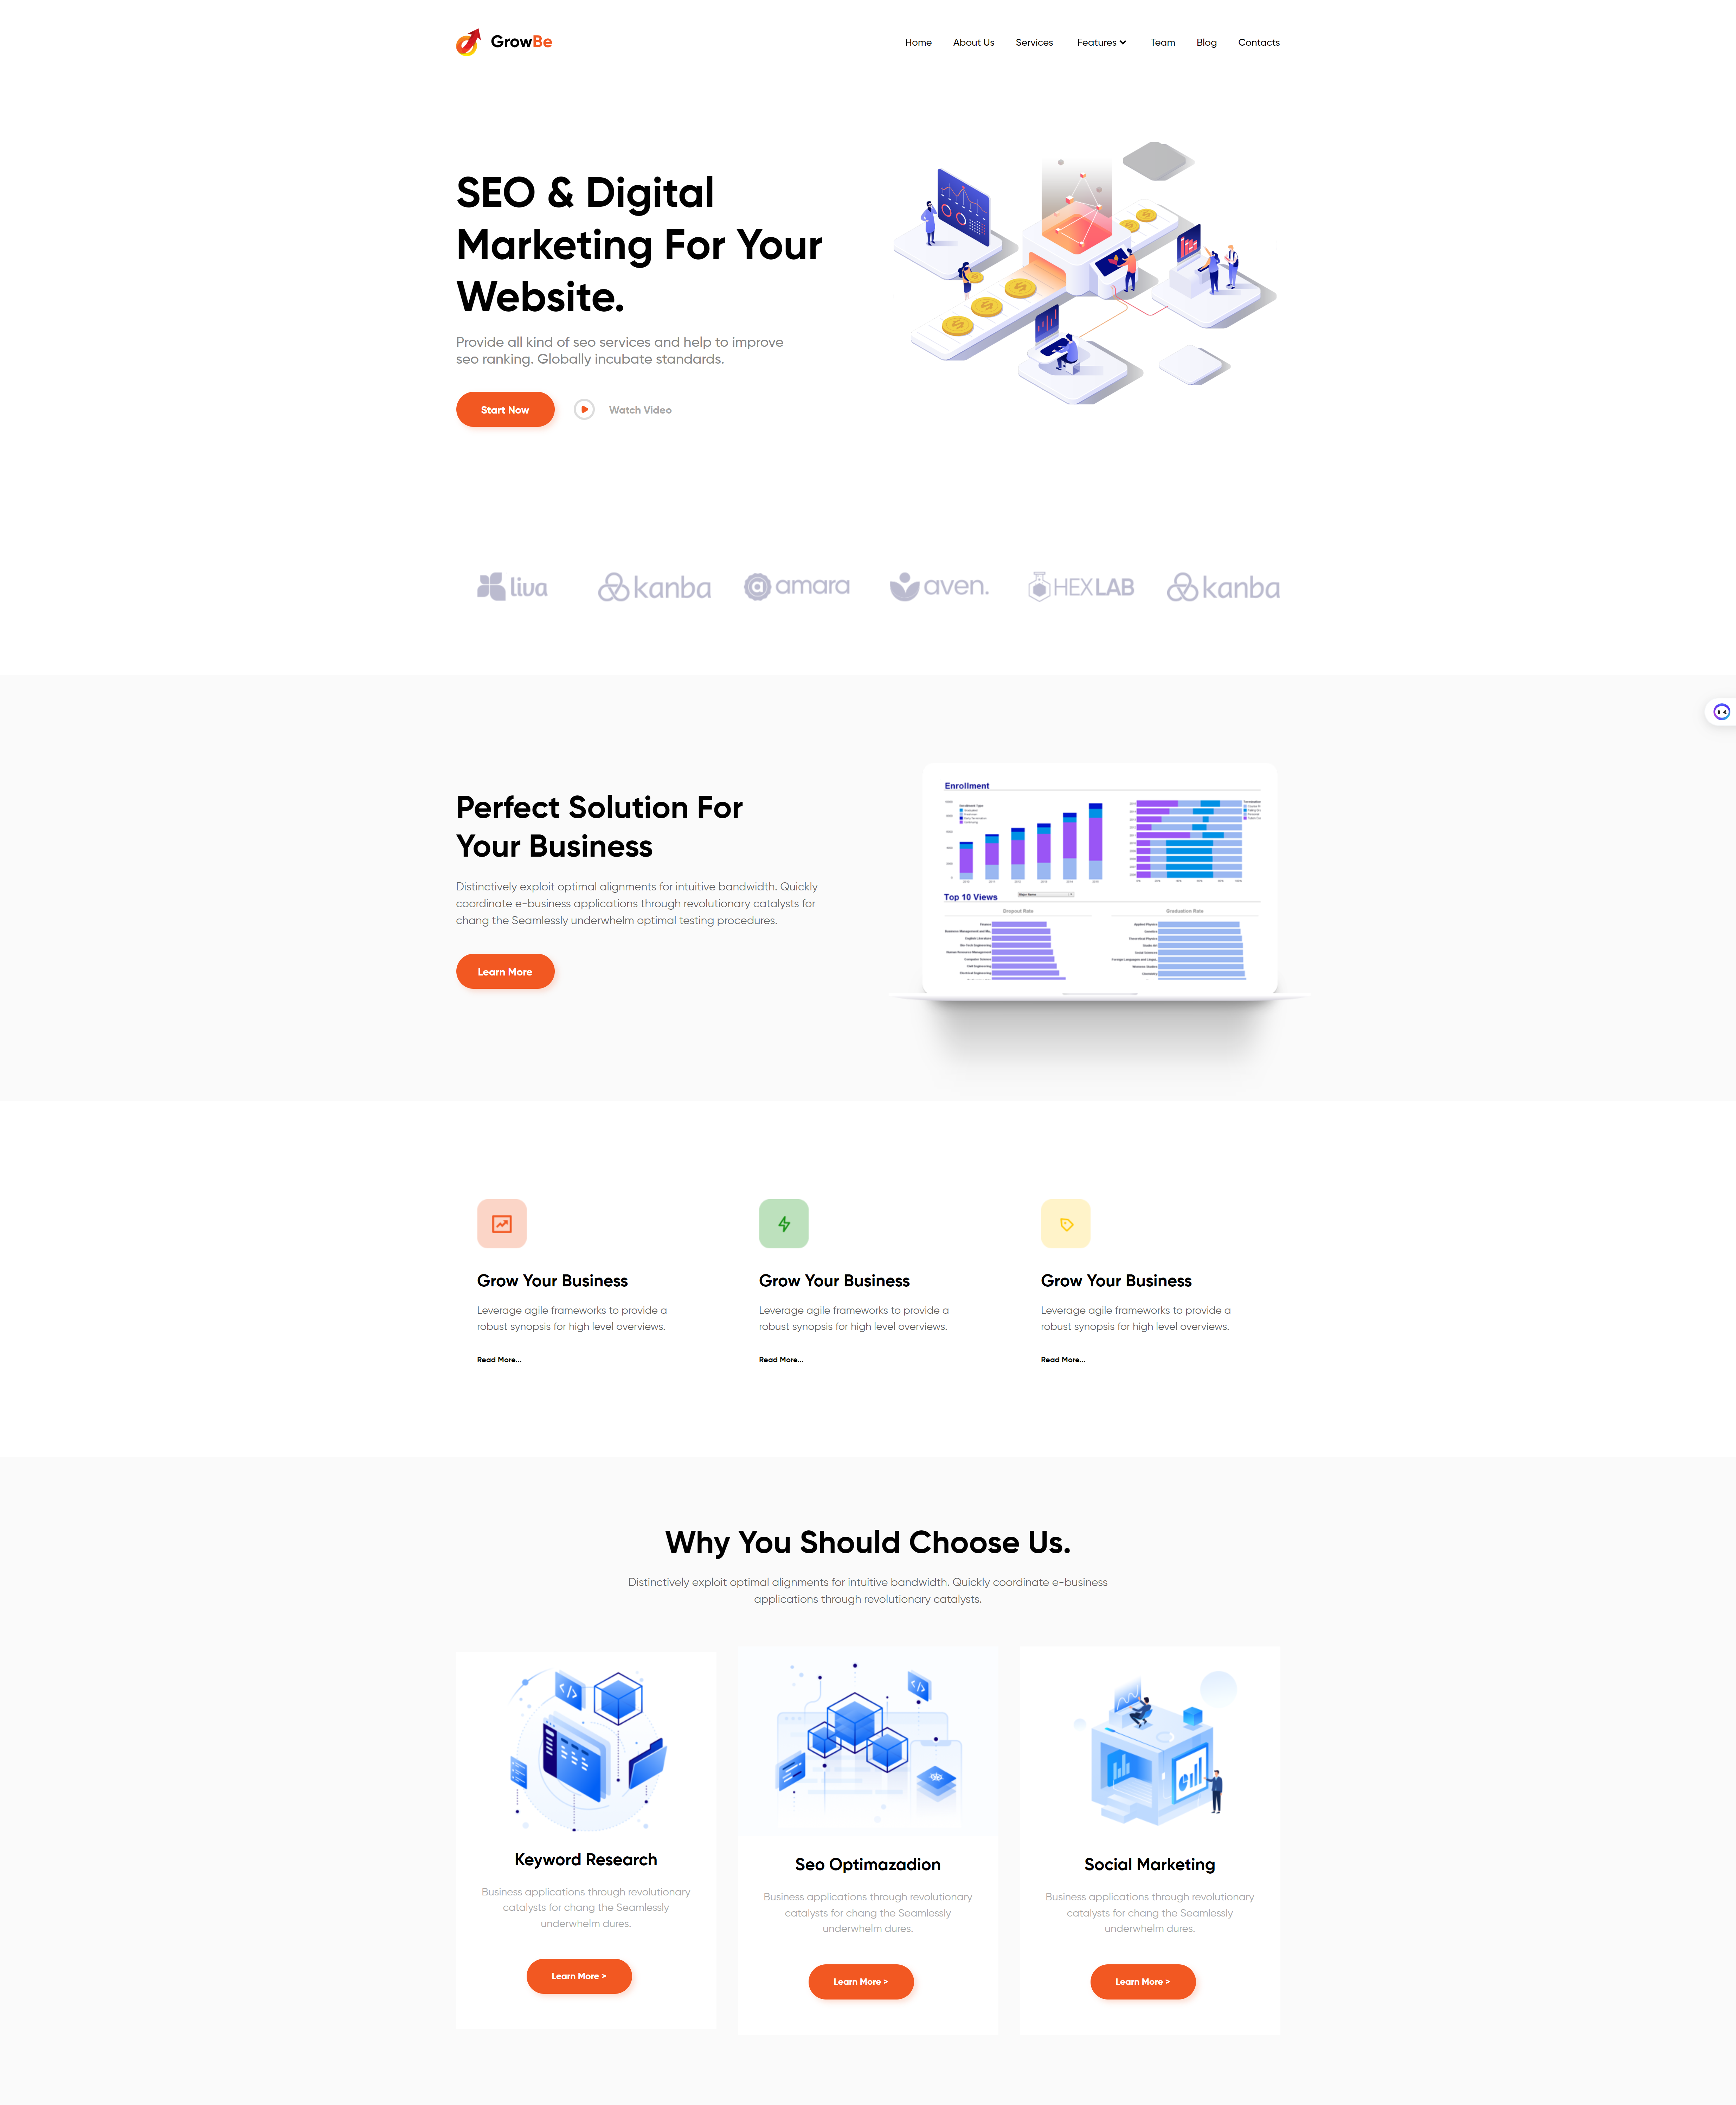 GrowBe
Home About Us Services Features Team Blog Contacts
SEO & Digital
Marketing For Your
Website.
Provide all kind of seo services and help to improve
seo ranking. Globally incubate standards.
Start Now Watch Video
liva kanba amara aven. HEXLAB kanba
Perfect Solution For
Your Business
Distinctively exploit optimal alignments for intuitive bandwidth. Quickly
coordinate e-business applications through revolutionary catalysts for
chang the Seamlessly underwhelm optimal testing procedures.
Learn More
Enrollment
Enrollment Type
Top 10 Views
Dropout Rate
Graduation Rate
Grow Your Business
Leverage agile frameworks to provide a
robust synopsis for high level overviews.
Read More...
Grow Your Business
Leverage agile frameworks to provide a
robust synopsis for high level overviews.
Read More...
Grow Your Business
Leverage agile frameworks to provide a
robust synopsis for high level overviews.
Read More...
Why You Should Choose Us.
Distinctively exploit optimal alignments for intuitive bandwidth. Quickly coordinate e-business
applications through revolutionary catalysts.
Keyword Research
Business applications through revolutionary
catalysts for chang the Seamlessly
underwhelm dures.
Learn More >
Seo Optimazadion
Business applications through revolutionary
catalysts for chang the Seamlessly
underwhelm dures.
Learn More >
Social Marketing
Business applications through revolutionary
catalysts for chang the Seamlessly
underwhelm dures.
Learn More >